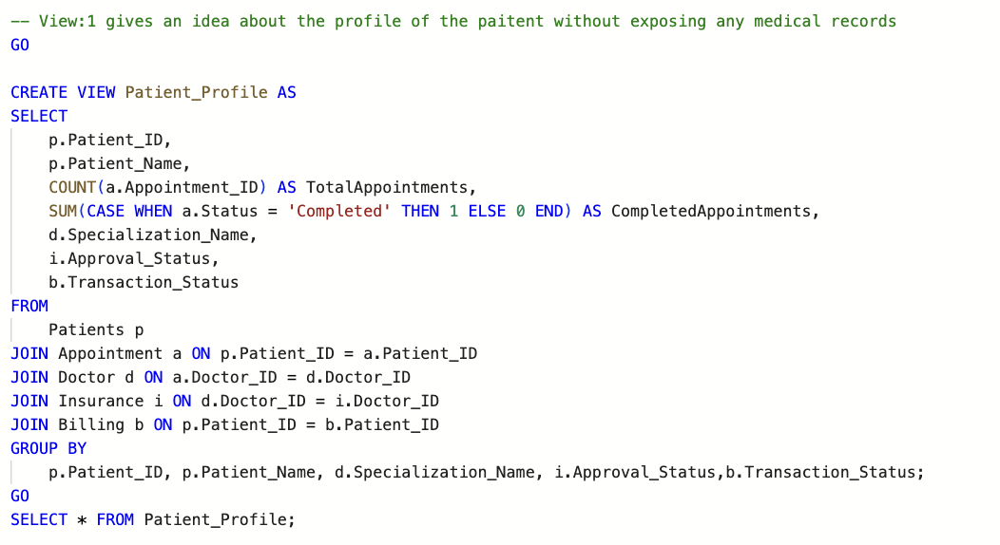 -- View:1 gives an idea about the profile of the paitent without exposing any medical records
GO
CREATE VIEW Patient_Profile AS
SELECT
p.Patient_ID,
p.Patient_Name,
COUNT(a.Appointment_ID) AS TotalAppointments,
SUM(CASE WHEN a.Status = 'Completed' THEN 1 ELSE 0 END) AS CompletedAppointments,
d.Specialization_Name,
i.Approval_Status,
b.Transaction_Status
FROM
Patients p
JOIN Appointment a ON p.Patient_ID = a.Patient_ID
JOIN Doctor d ON a.Doctor_ID = d.Doctor_ID
JOIN Insurance i ON d.Doctor_ID = i.Doctor_ID
JOIN Billing b ON p.Patient_ID = b.Patient_ID
GROUP BY
p.Patient_ID, p.Patient_Name, d.Specialization_Name, i.Approval_Status,b.Transaction_Status;
GO
SELECT * FROM Patient_Profile;